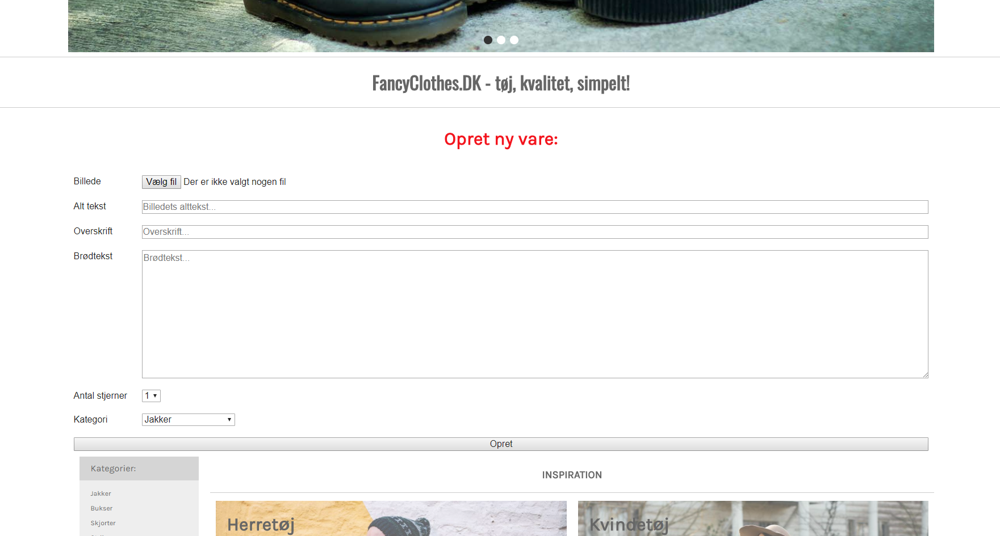 FancyClothes.DK - tøj, kvalitet, simpelt!
Opret ny vare:
Billede Vælg fil Der er ikke valgt nogen fil
Alt tekst Billedets alttekst...
Overskrift Overskrift...
Brødtekst Brødtekst...
Antal stjerner 1
Kategori Jakker
Opret
Kategorier:
Jakker
Bukser
Skjorter
INSPIRATION
Herretøj
Kvindetøj